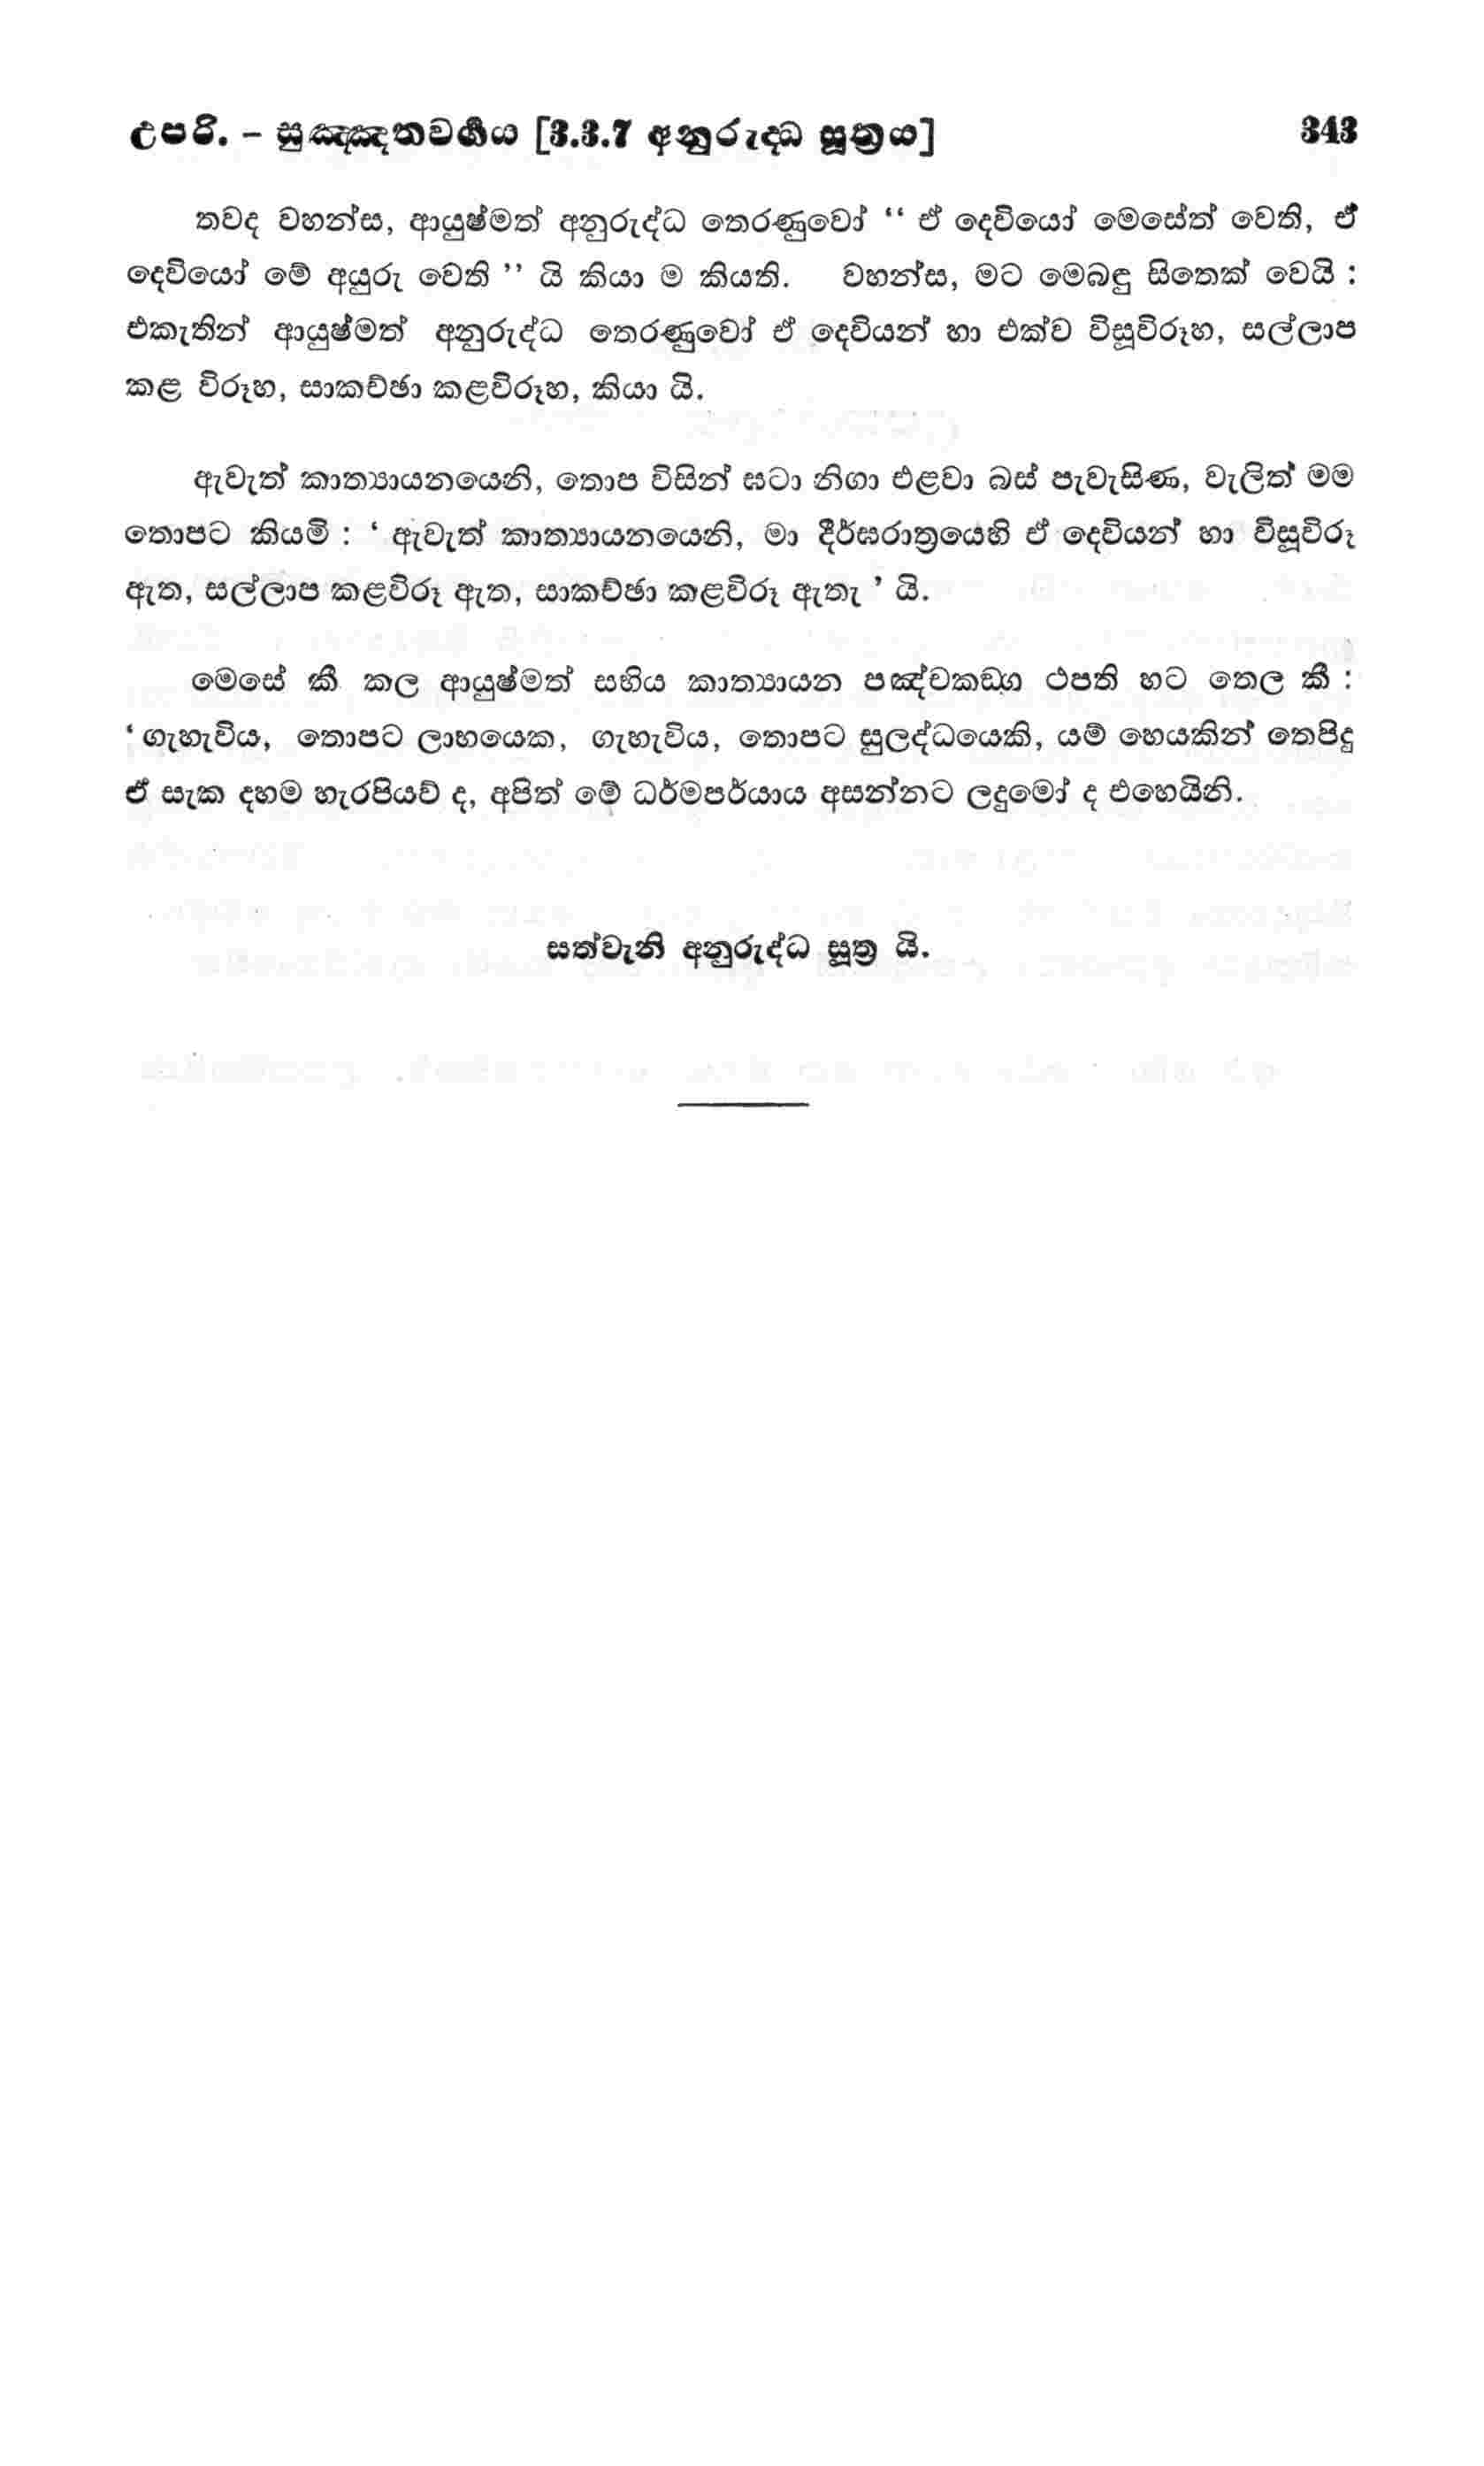 උපරි. - සුඤ්ඤතවර්‍ගය [3.3.7 අනුරුද්ධ සූත්‍රය] 343
තවද වහන්ස, ආයුෂ්මත් අනුරුද්ධ තෙරණුවෝ “ ඒ දෙවියෝ මෙසේත් වෙති, ඒ
දෙවියෝ මේ අයුරු වෙති ” යි කියා ම කියති. වහන්ස, මට මෙබඳු සිතෙක් වෙයි :
එකැතින් ආයුෂ්මත් අනුරුද්ධ තෙරණුවෝ ඒ දෙවියන් හා එක්ව විසූවිරූහ, සල්ලාප
කළ විරූහ, සාකච්ඡා කළවිරූහ, කියා යි.
ඇවැත් කාත්‍යායනයෙනි, තොප විසින් ඝටා නිගා එළවා බස් පැවැසිණ, වැලිත් මම
තොපට කියමි : ‘ ඇවැත් කාත්‍යායනයෙනි, මා දීර්ඝරාත්‍රයෙහි ඒ දෙවියන් හා විසූවිරූ
ඇත, සල්ලාප කළවිරූ ඇත, සාකච්ඡා කළවිරූ ඇතැ ’ යි.
මෙසේ කී කල ආයුෂ්මත් සභිය කාත්‍යායන පඤ්චකඞ්ග ථපති හට තෙල කී :
‘ ගැහැවිය, තොපට ලාභයෙක, ගැහැවිය, තොපට සුලද්ධයෙකි, යම් හෙයකින් තෙපිදු
ඒ සැක දහම හැරපියව් ද, අපිත් මේ ධර්මපර්යාය අසන්නට ලදුමෝ ද එහෙයිනි.
සත්වැනි අනුරුද්ධ සූත්‍ර යි.